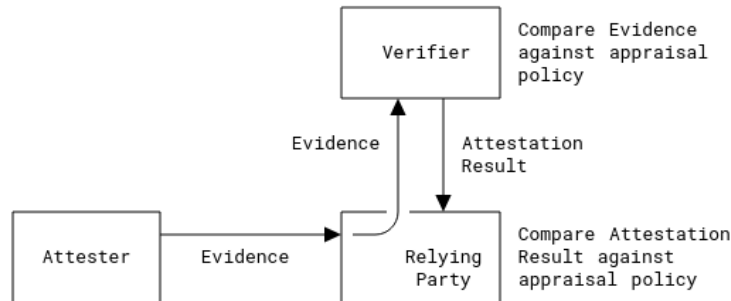 Verifier
Compare Evidence
against appraisal
policy
Evidence
Attestation
Result
Attester
Evidence
Relying
Party
Compare Attestation
Result against
appraisal policy